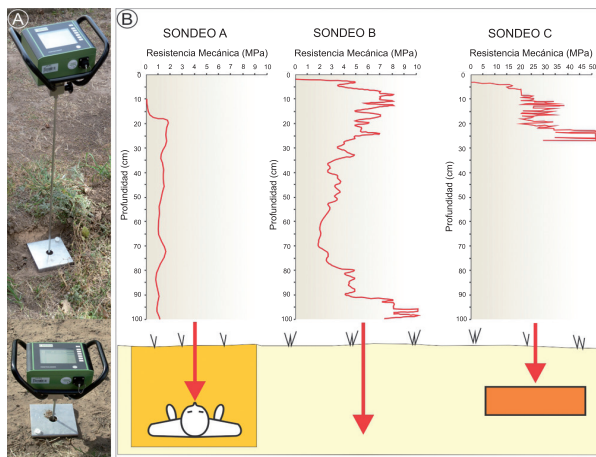 A
B
SONDEO A
Resistencia Mecánica (MPa)
0 1 2 3 4 5 6 7 8 9 10
Profundidad (cm)
0
10
20
30
40
50
60
70
80
90
100
SONDEO B
Resistencia Mecánica (MPa)
0 1 2 3 4 5 6 7 8 9 10
Profundidad (cm)
0
10
20
30
40
50
60
70
80
90
100
SONDEO C
Resistencia Mecánica (MPa)
0 5 10 15 20 25 30 35 40 45 50
Profundidad (cm)
0
10
20
30
40
50
60
70
80
90
100